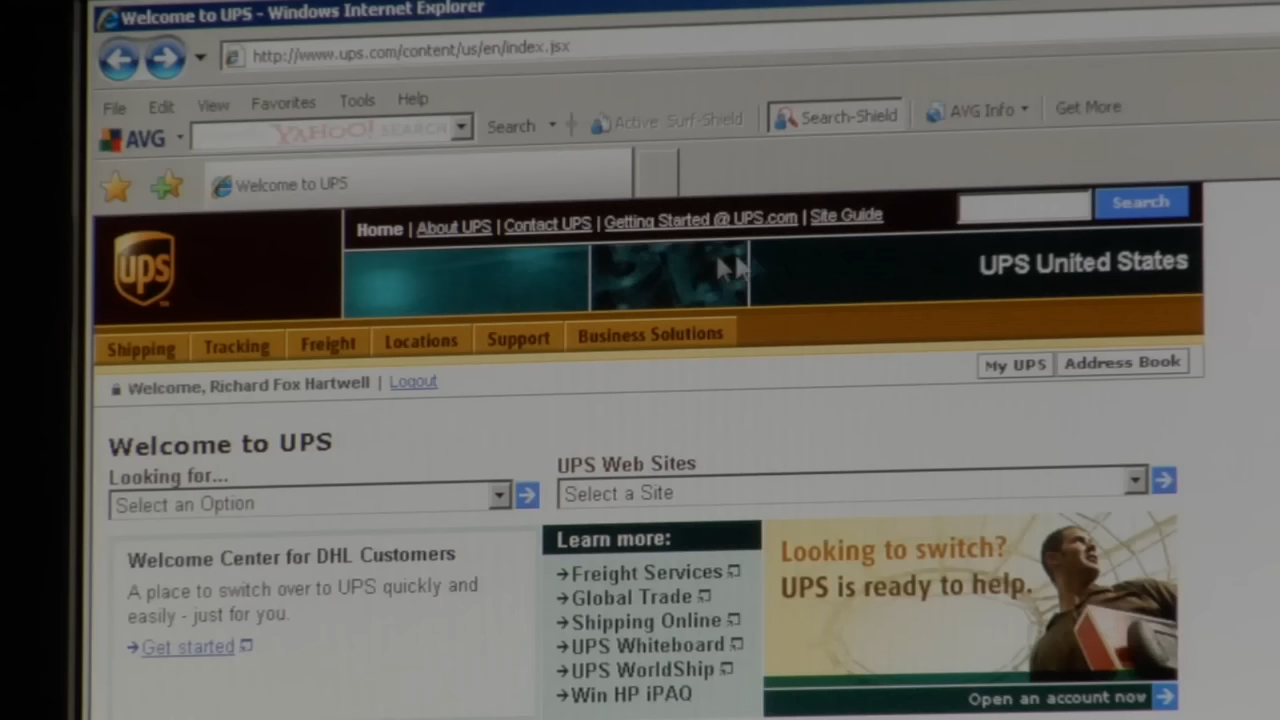 Welcome to UPS - Windows Internet Explorer
http://www.ups.com/content/us/en/index.jsx
File Edit View Favorites Tools Help
AVG YAHOO! SEARCH Search Active Surf-Shield Search-Shield AVG Info Get More
Welcome to UPS
Home | About UPS | Contact UPS | Getting Started @ UPS.com | Site Guide Search
ups
UPS United States
Shipping Tracking Freight Locations Support Business Solutions
Welcome, Richard Fox Hartwell | Logout My UPS Address Book
Welcome to UPS
Looking for... UPS Web Sites
Select an Option Select a Site
Welcome Center for DHL Customers
A place to switch over to UPS quickly and
easily - just for you.
Get started
Learn more:
Freight Services
Global Trade
Shipping Online
UPS Whiteboard
UPS WorldShip
Win HP iPAQ
Looking to switch?
UPS is ready to help.
Open an account now